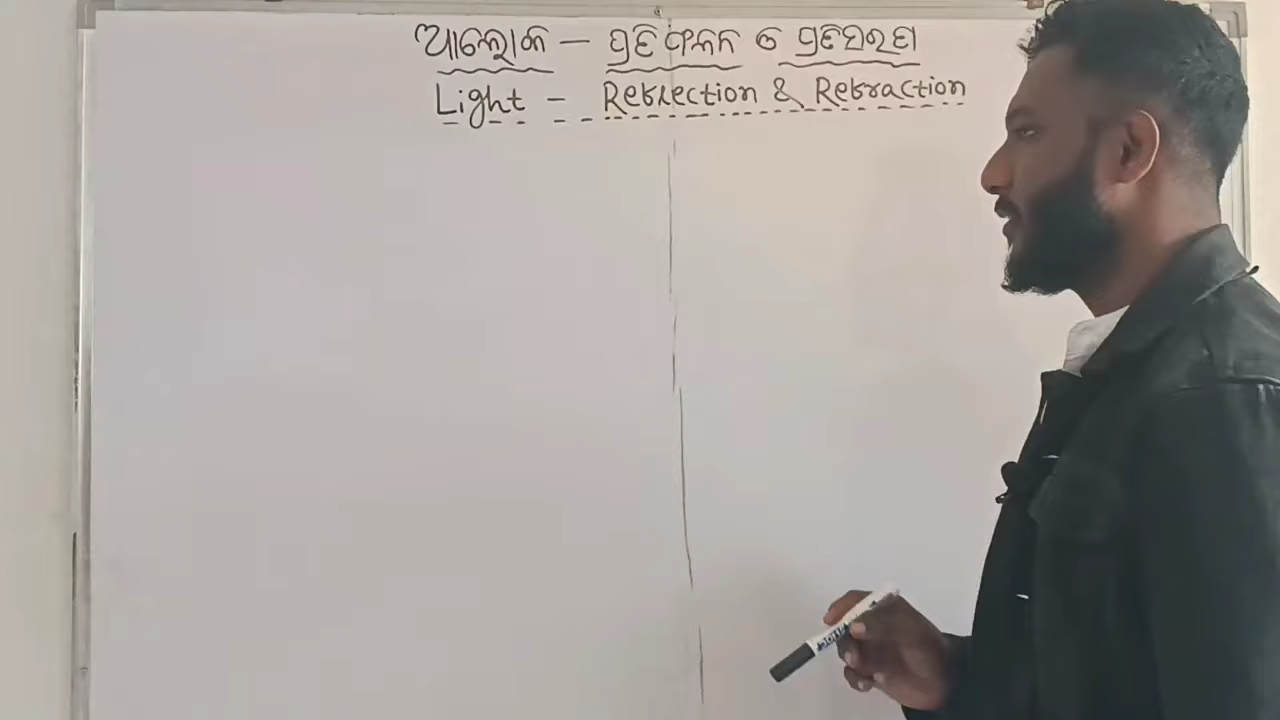 ଆଲୋକ — ପ୍ରତିଫଳନ ଓ ପ୍ରତିସରଣ
Light - Reflection & Refraction